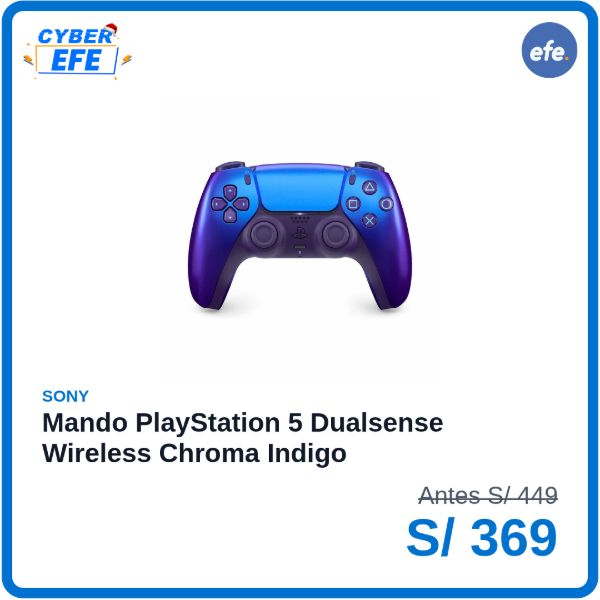 CYBER
EFE
efe.
SONY
Mando PlayStation 5 Dualsense
Wireless Chroma Indigo
Antes S/ 449
S/ 369